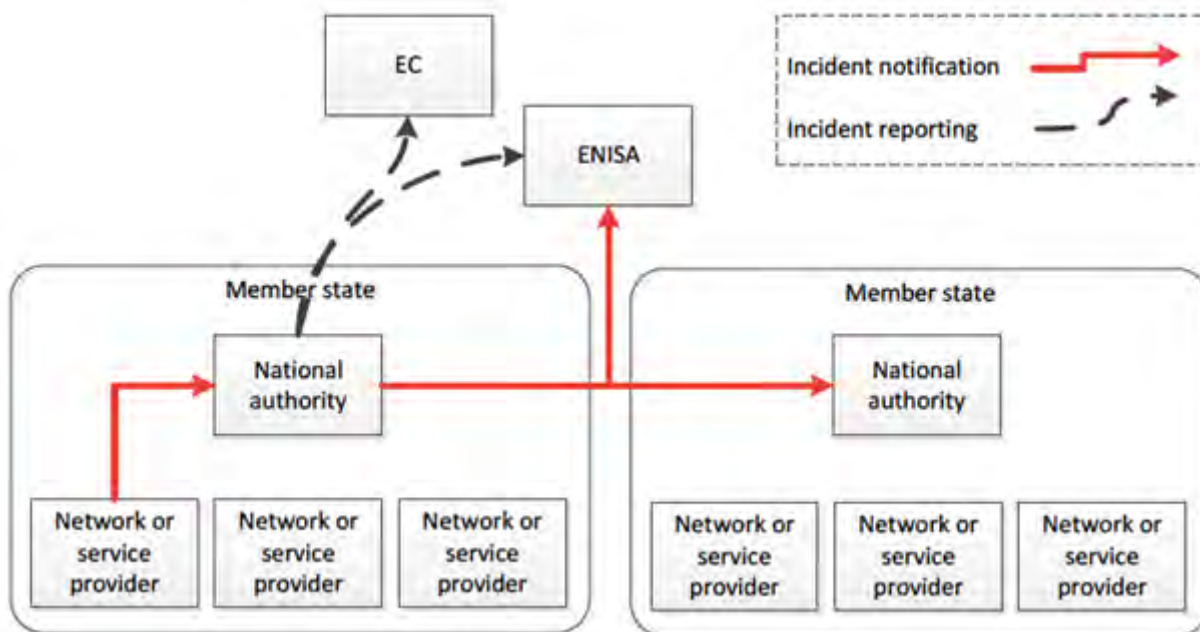 EC
ENISA
Incident notification
Incident reporting
Member state
National
authority
Network or
service
provider
Network or
service
provider
Network or
service
provider
Member state
National
authority
Network or
service
provider
Network or
service
provider
Network or
service
provider